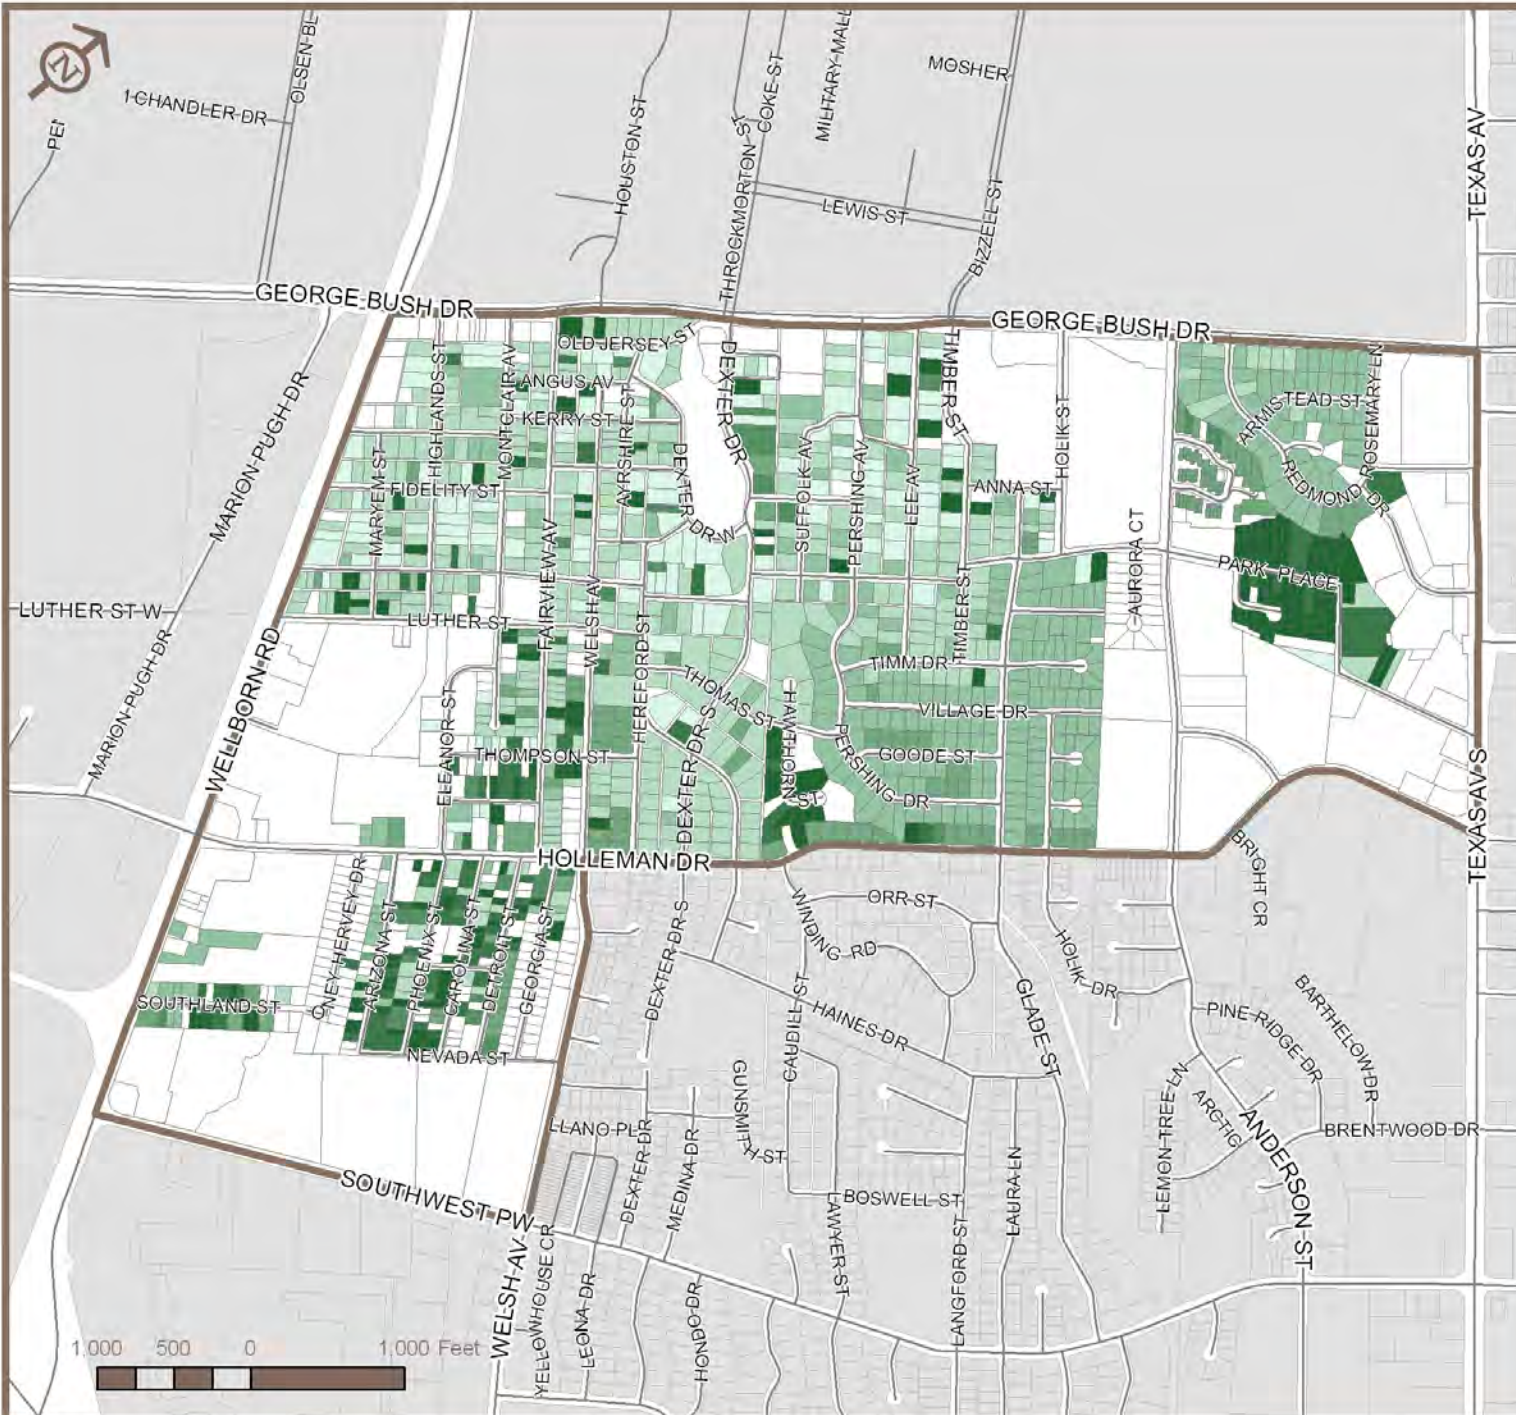 N
OLSEN-BL
HOUSTON-ST
THROCKMORTON-ST
COKE-ST
MILITARY-MALL
MOSHER
TEXAS-AV
1-CHANDLER-DR
PEI
LEWIS-ST
BIZZELL-ST
GEORGE-BUSH-DR
GEORGE-BUSH-DR
OLD-JERSEY-ST
HIGHLANDS-ST
MONTCLAIR-AV
ANGUS-AV
KERRY-ST
AYRSHIRE-ST
DEXTER-DR
TIMBER-ST
ARMISTEAD-ST
ROSEMARY-LN
MARION-PUGH-DR
MARYEM-ST
FIDELITY-ST
DEXTER-DR-W
SUFFOLK-AV
PERSHING-AV
LEE-AV
ANNA-ST
HOLIK-ST
REDMOND-DR
FAIRVIEW-AV
AURORA-CT
PARK-PLACE
LUTHER-ST-W
MARION-PUGH-DR
WELLBORN-RD
LUTHER-ST
WELSH-AV
HEREFORD-ST
TIMBER-ST
TIMM-DR
THOMAS-ST
HAWTHORN-ST
VILLAGE-DR
ELEANOR-ST
THOMPSON-ST
DEXTER-DR-S
PERSHING-DR
GOODE-ST
TEXAS-AV-S
HOLLEMAN-DR
BRIGHT-CR
ONEY-HERVEY-DR
ARIZONA-ST
PHOENIX-ST
CAROLINA-ST
DETROIT-ST
GEORGIA-ST
DEXTER-DR-S
WINDING-RD
ORR-ST
HOLIK-DR
SOUTHLAND-ST
NEVADA-ST
CAUDILL-ST
HAINES-DR
GLADE-ST
PINE-RIDGE-DR
BARTHELOW-DR
LLANO-PL
DEXTER-DR
MEDINA-DR
GUNSMITH-ST
LEMON-TREE-LN
ARCTIC
ANDERSON-ST
BRENTWOOD-DR
SOUTHWEST-PW
BOSWELL-ST
LAWYER-ST
LANGFORD-ST
LAURA-LN
WELSH-AV
YELLOWHOUSE-CR
LEONA-DR
HONDO-DR
1,000 500 0 1,000 Feet